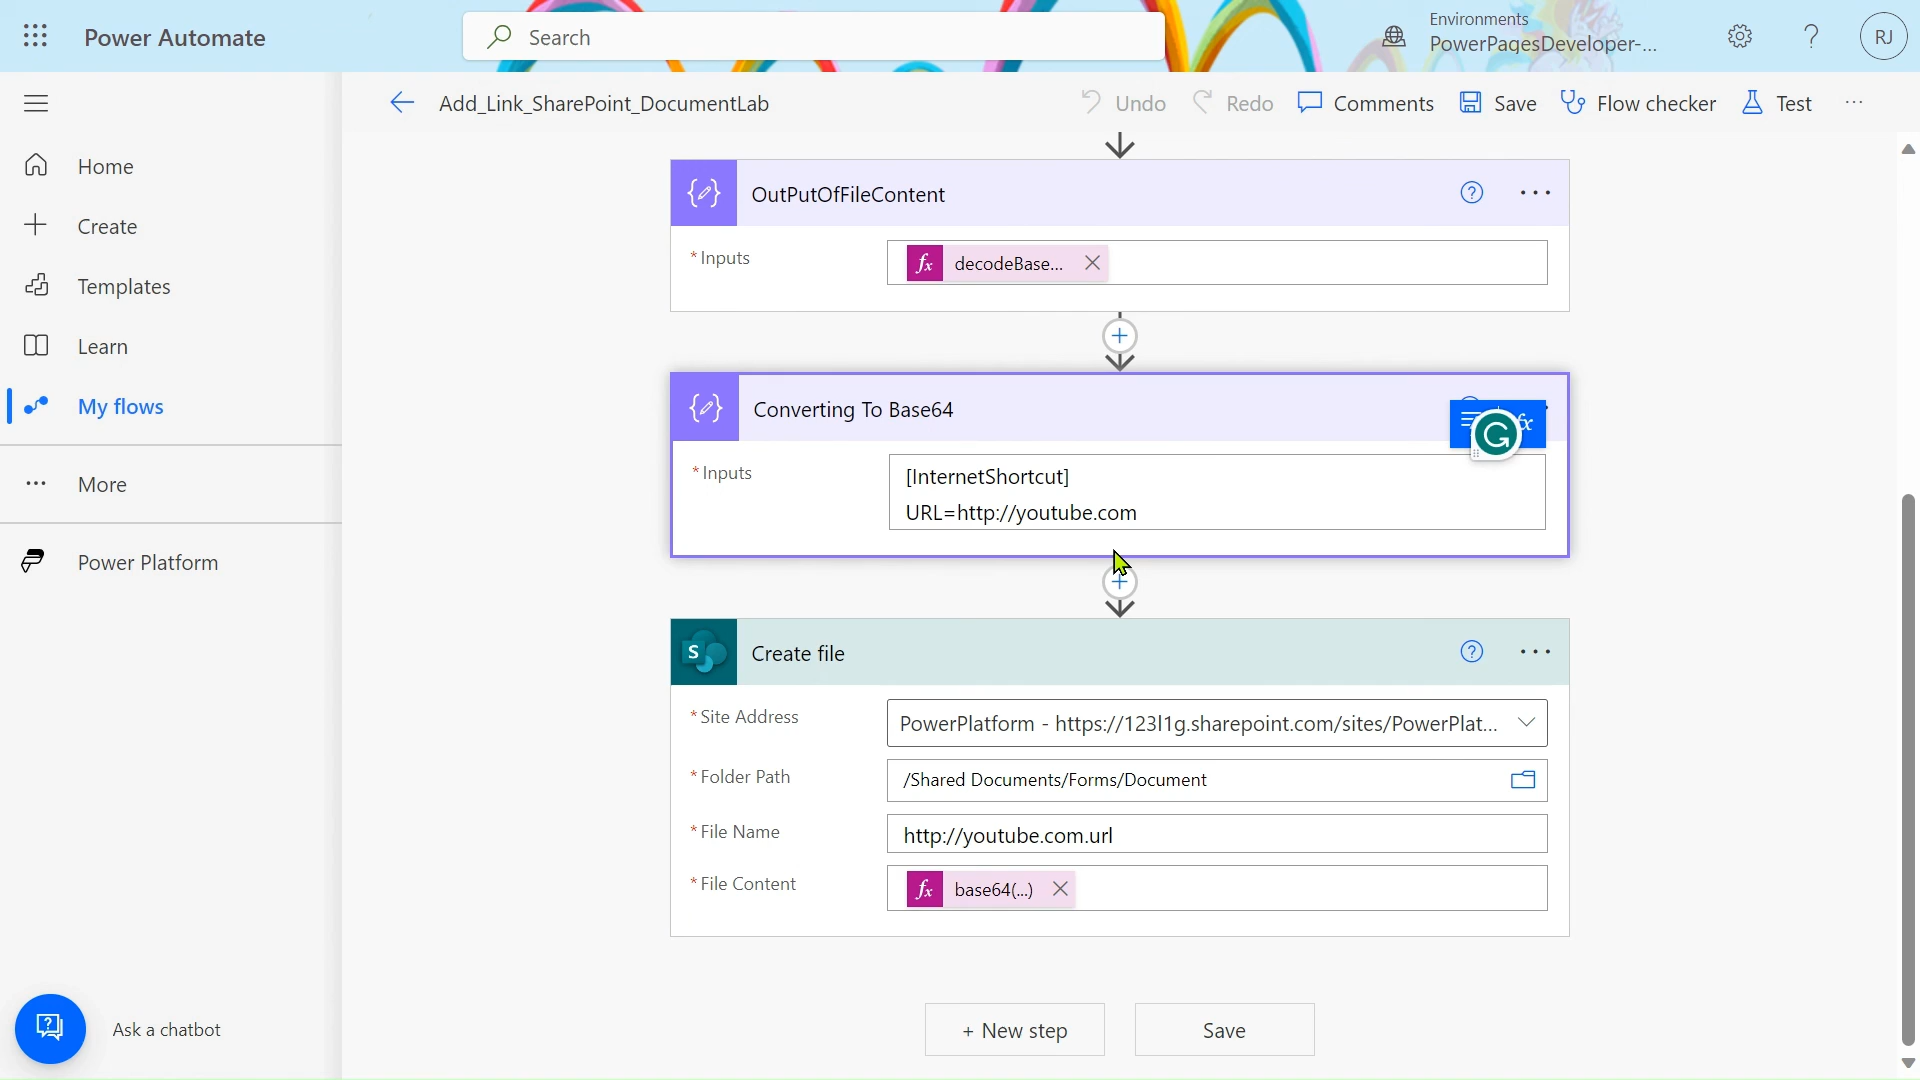 Power Automate
Search
Environments
PowerPagesDeveloper-...
RJ
Add_Link_SharePoint_DocumentLab
Undo
Redo
Comments
Save
Flow checker
Test
...
Home
Create
Templates
Learn
My flows
More
Power Platform
Ask a chatbot
OutPutOfFileContent
* Inputs
fx decodeBase...
Converting To Base64
fx
* Inputs
[InternetShortcut]
URL=http://youtube.com
S
Create file
* Site Address
PowerPlatform - https://123l1g.sharepoint.com/sites/PowerPlat...
* Folder Path
/Shared Documents/Forms/Document
* File Name
http://youtube.com.url
* File Content
fx base64(...)
+ New step
Save